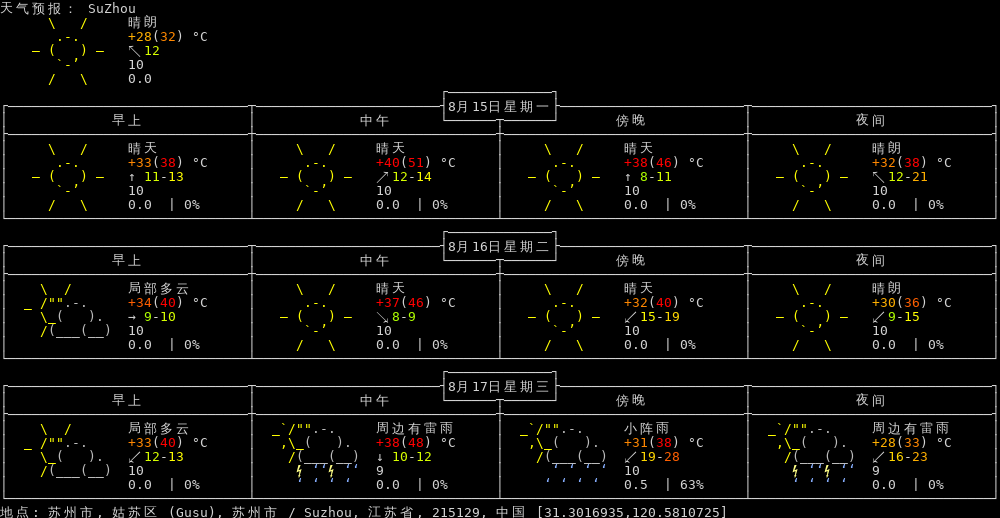 天气预报： SuZhou
晴朗
+28(32) °C
↖ 12
10
0.0
8月15日星期一
早上 中午 傍晚 夜间
晴天 晴天 晴天 晴朗
+33(38) °C +40(51) °C +38(46) °C +32(38) °C
↑ 11-13 ↗ 12-14 ↑ 8-11 ↖ 12-21
10 10 10 10
0.0 | 0% 0.0 | 0% 0.0 | 0% 0.0 | 0%
8月16日星期二
早上 中午 傍晚 夜间
局部多云 晴天 晴天 晴朗
+34(40) °C +37(46) °C +32(40) °C +30(36) °C
→ 9-10 ↘ 8-9 ↙ 15-19 ↙ 9-15
10 10 10 10
0.0 | 0% 0.0 | 0% 0.0 | 0% 0.0 | 0%
8月17日星期三
早上 中午 傍晚 夜间
局部多云 周边有雷雨 小阵雨 周边有雷雨
+33(40) °C +38(48) °C +31(38) °C +28(33) °C
↙ 12-13 ↓ 10-12 ↙ 19-28 ↙ 16-23
10 9 10 9
0.0 | 0% 0.0 | 0% 0.5 | 63% 0.0 | 0%
地点: 苏州市, 姑苏区 (Gusu), 苏州市 / Suzhou, 江苏省, 215129, 中国 [31.3016935,120.5810725]